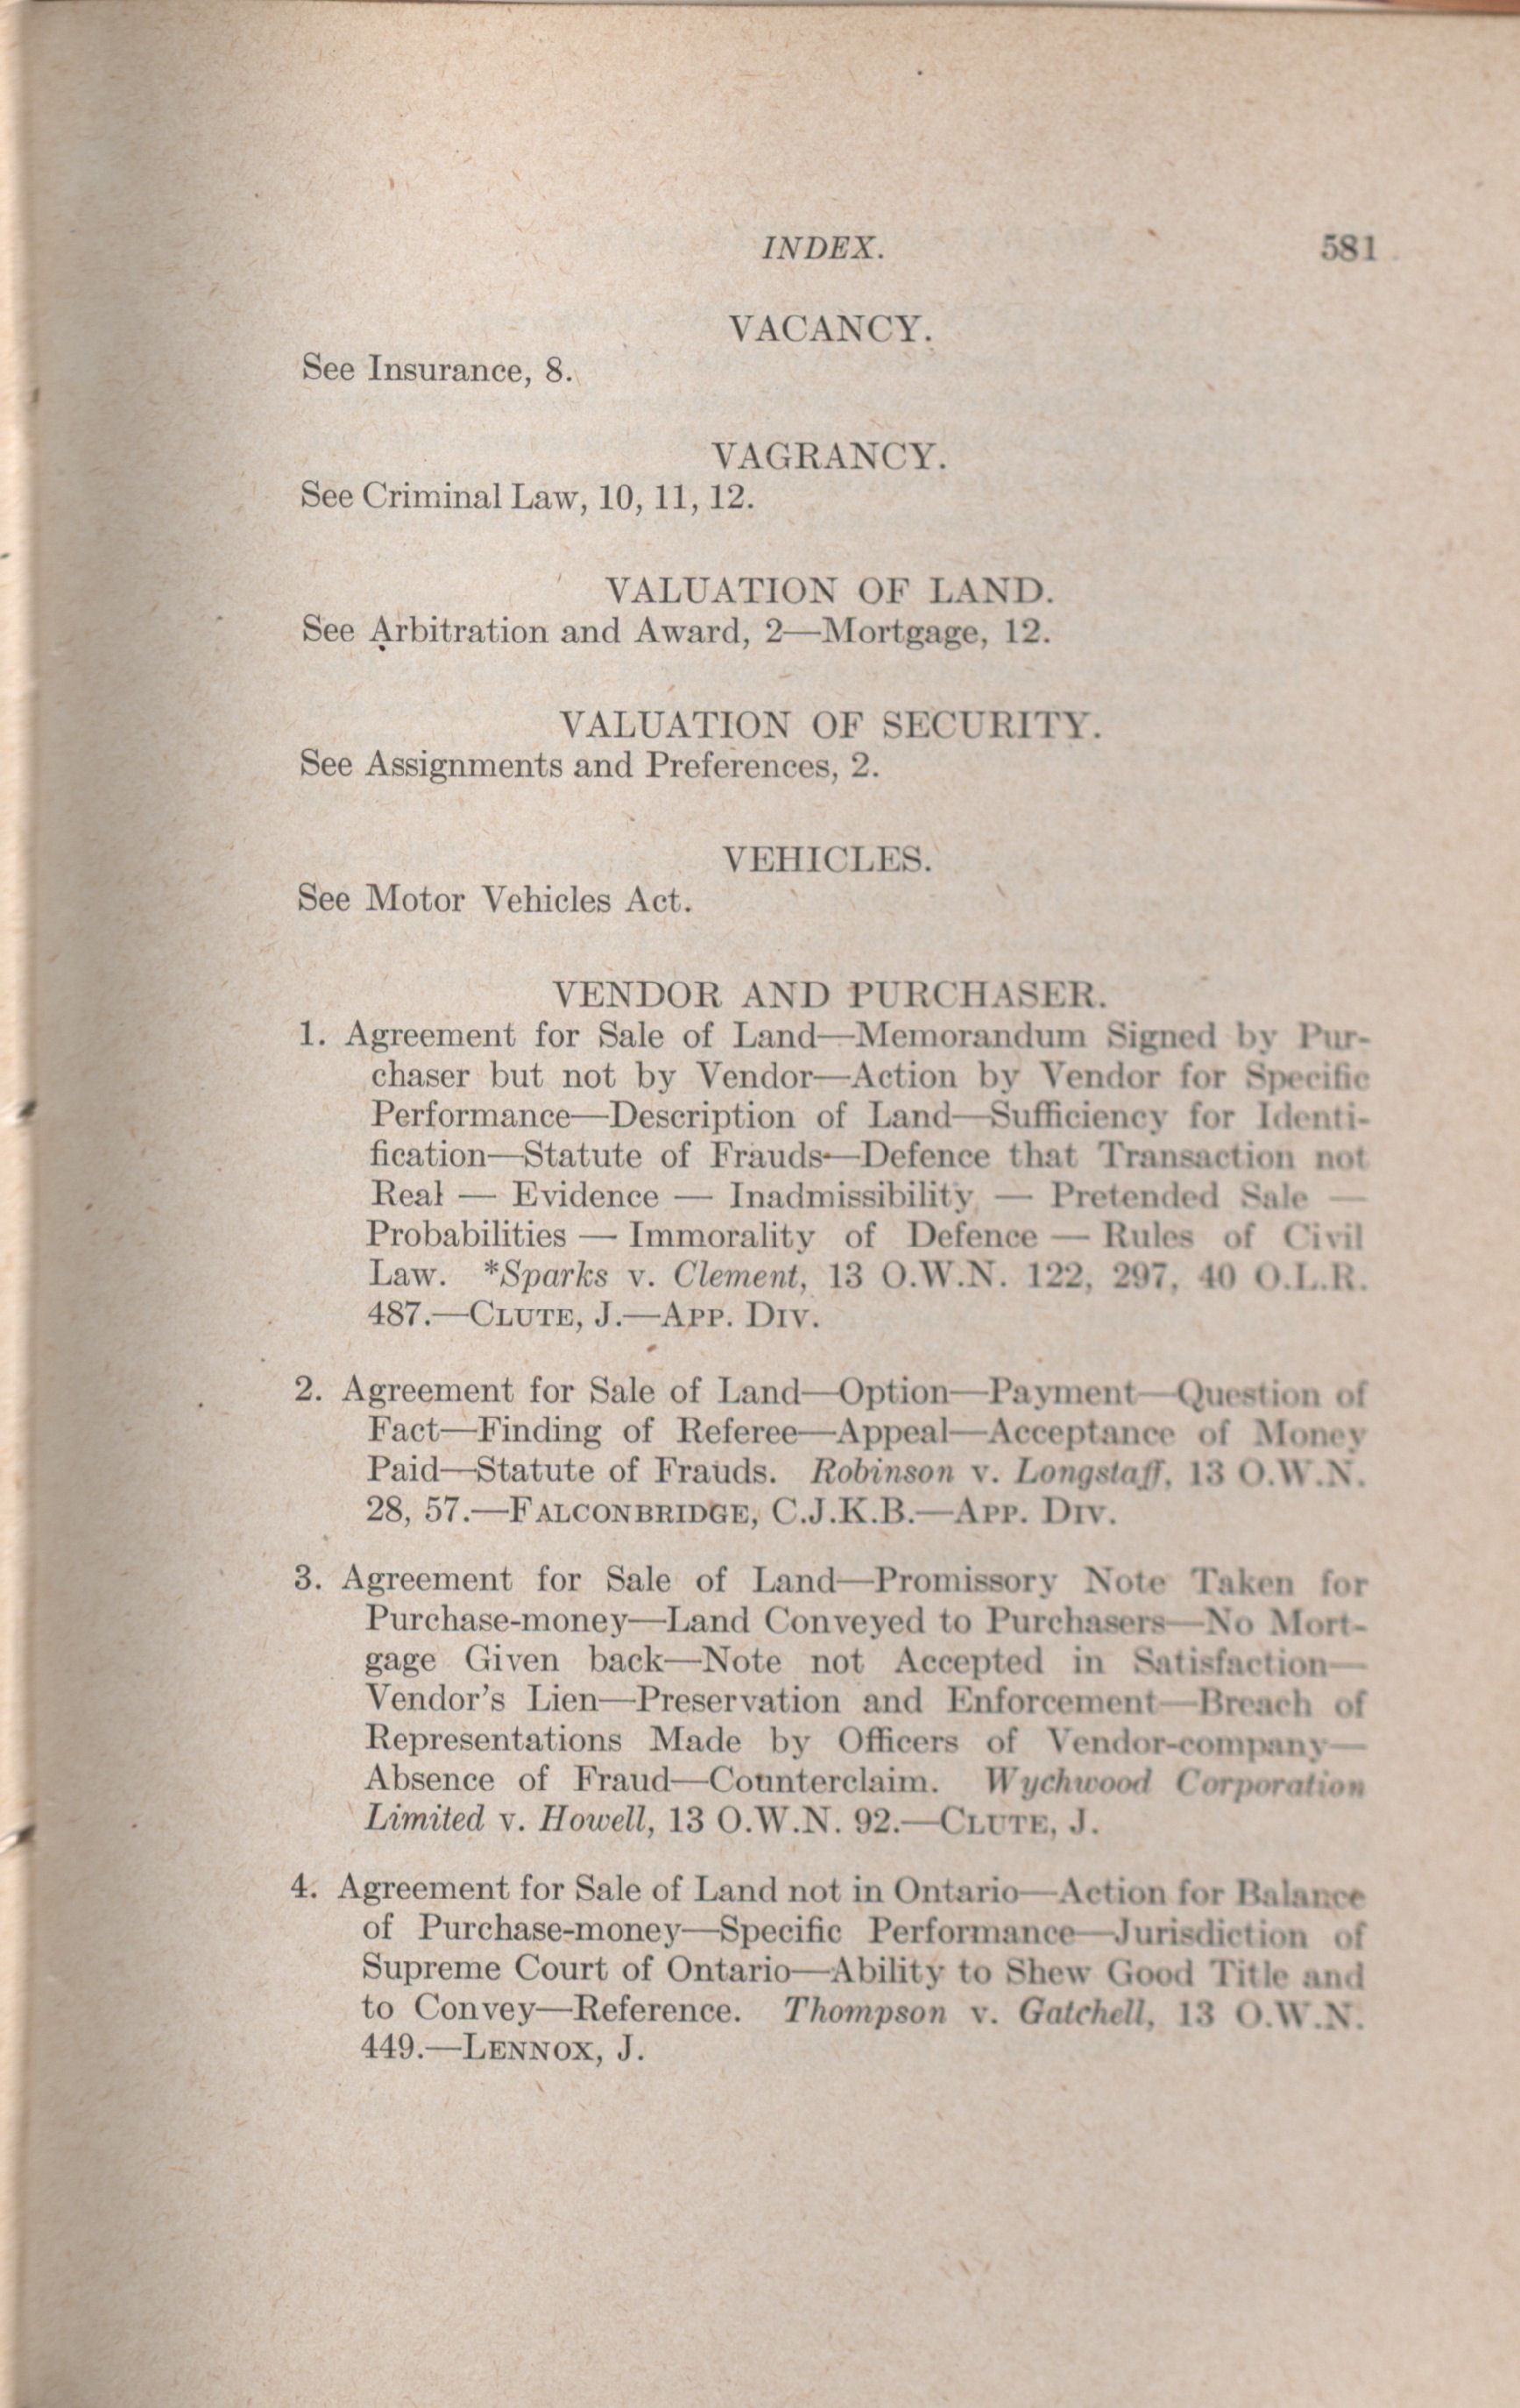 INDEX. 581
VACANCY.
See Insurance, 8.
VAGRANCY.
See Criminal Law, 10, 11, 12.
VALUATION OF LAND.
See Arbitration and Award, 2—Mortgage, 12.
VALUATION OF SECURITY.
See Assignments and Preferences, 2.
VEHICLES.
See Motor Vehicles Act.
VENDOR AND PURCHASER.
1. Agreement for Sale of Land—Memorandum Signed by Pur-
chaser but not by Vendor—Action by Vendor for Specific
Performance—Description of Land—Sufficiency for Identi-
fication—Statute of Frauds—Defence that Transaction not
Real — Evidence — Inadmissibility — Pretended Sale —
Probabilities — Immorality of Defence — Rules of Civil
Law. *Sparks v. Clement, 13 O.W.N. 122, 297, 40 O.L.R.
487.—CLUTE, J.—APP. DIV.
2. Agreement for Sale of Land—Option—Payment—Question of
Fact—Finding of Referee—Appeal—Acceptance of Money
Paid—Statute of Frauds. Robinson v. Longstaff, 13 O.W.N.
28, 57.—FALCONBRIDGE, C.J.K.B.—APP. DIV.
3. Agreement for Sale of Land—Promissory Note Taken for
Purchase-money—Land Conveyed to Purchasers—No Mort-
gage Given back—Note not Accepted in Satisfaction—
Vendor's Lien—Preservation and Enforcement—Breach of
Representations Made by Officers of Vendor-company—
Absence of Fraud—Counterclaim. Wychwood Corporation
Limited v. Howell, 13 O.W.N. 92.—CLUTE, J.
4. Agreement for Sale of Land not in Ontario—Action for Balance
of Purchase-money—Specific Performance—Jurisdiction of
Supreme Court of Ontario—Ability to Shew Good Title and
to Convey—Reference. Thompson v. Gatchell, 13 O.W.N.
449.—LENNOX, J.